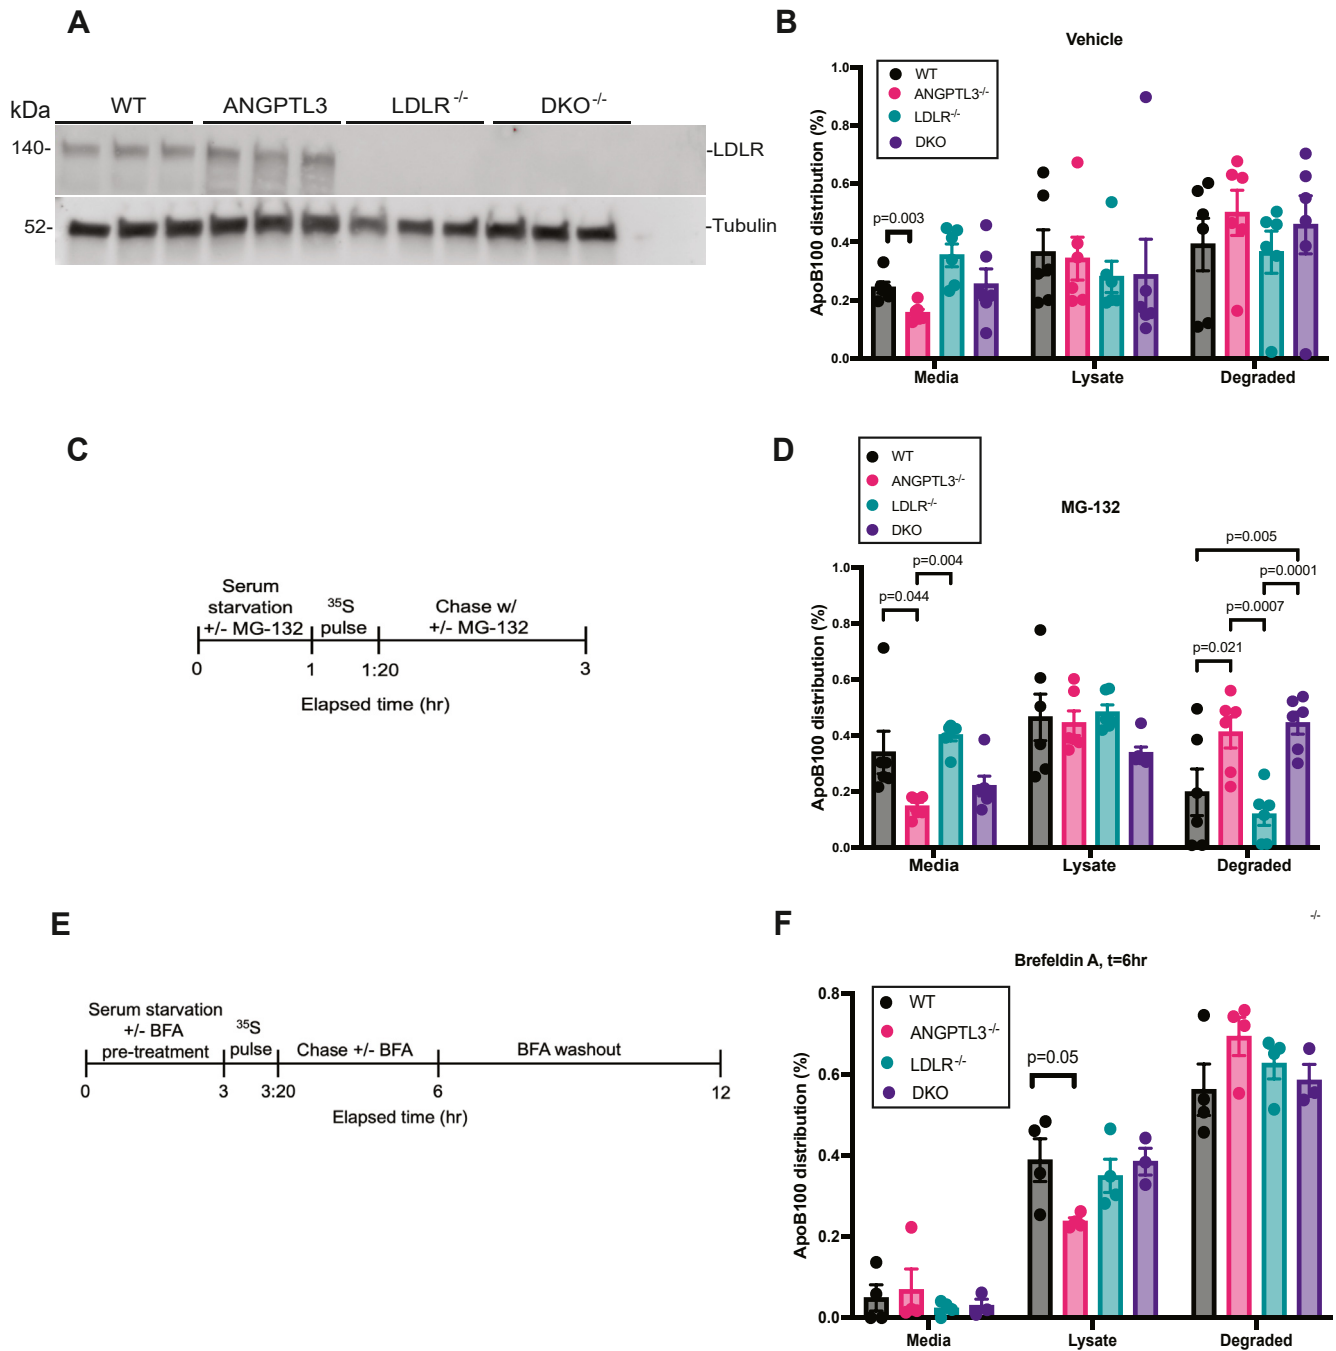 A
kDa
WT
ANGPTL3
LDLR-/-
DKO-/-
140-
-LDLR
52-
-Tubulin
B
Vehicle
WT
ANGPTL3-/-
LDLR-/-
DKO
ApoB100 distribution (%)
1.0
0.8
0.6
0.4
0.2
0.0
p=0.003
Media
Lysate
Degraded
C
Serum
starvation
+/- MG-132
35S
pulse
Chase w/
+/- MG-132
0
1
1:20
3
Elapsed time (hr)
D
WT
ANGPTL3-/-
LDLR-/-
DKO
MG-132
ApoB100 distribution (%)
1.0
0.8
0.6
0.4
0.2
0.0
p=0.044
p=0.004
p=0.005
p=0.0001
p=0.0007
p=0.021
Media
Lysate
Degraded
E
Serum starvation
+/- BFA
pre-treatment
35S
pulse
Chase +/- BFA
BFA washout
0
3
3:20
6
12
Elapsed time (hr)
F
-/-
Brefeldin A, t=6hr
WT
ANGPTL3-/-
LDLR-/-
DKO
ApoB100 distribution (%)
0.8
0.6
0.4
0.2
0.0
p=0.05
Media
Lysate
Degraded